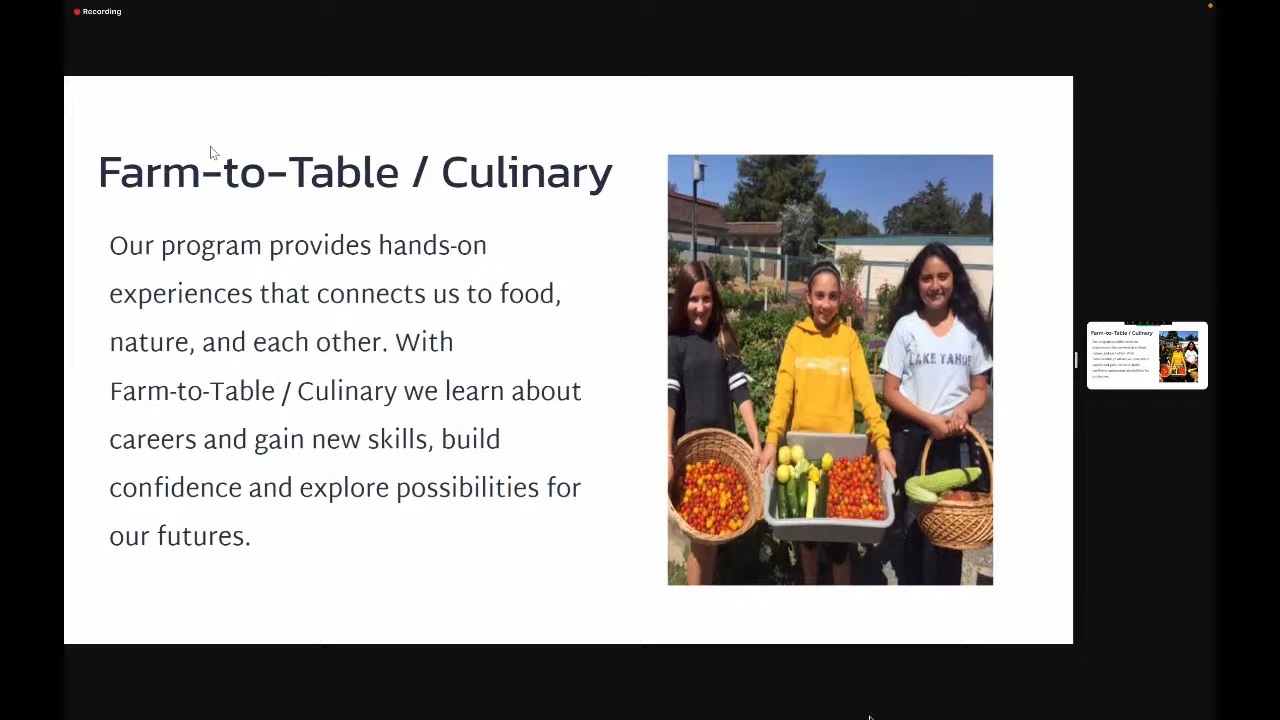 Recording
Farm-to-Table / Culinary
Our program provides hands-on
experiences that connects us to food,
nature, and each other. With
Farm-to-Table / Culinary we learn about
careers and gain new skills, build
confidence and explore possibilities for
our futures.
LAKE TAHOE
Farm-to-Table / Culinary